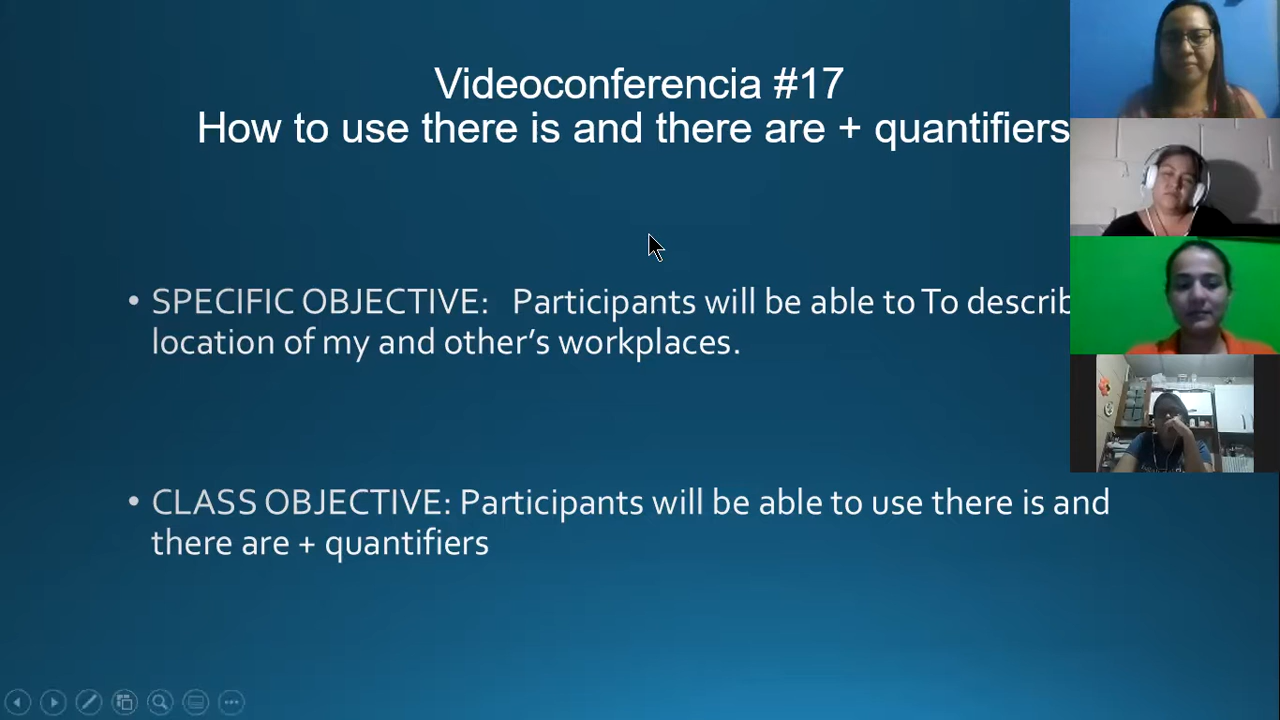 Videoconferencia #17
How to use there is and there are + quantifiers
• SPECIFIC OBJECTIVE: Participants will be able to To describ
location of my and other’s workplaces.
• CLASS OBJECTIVE: Participants will be able to use there is and
there are + quantifiers